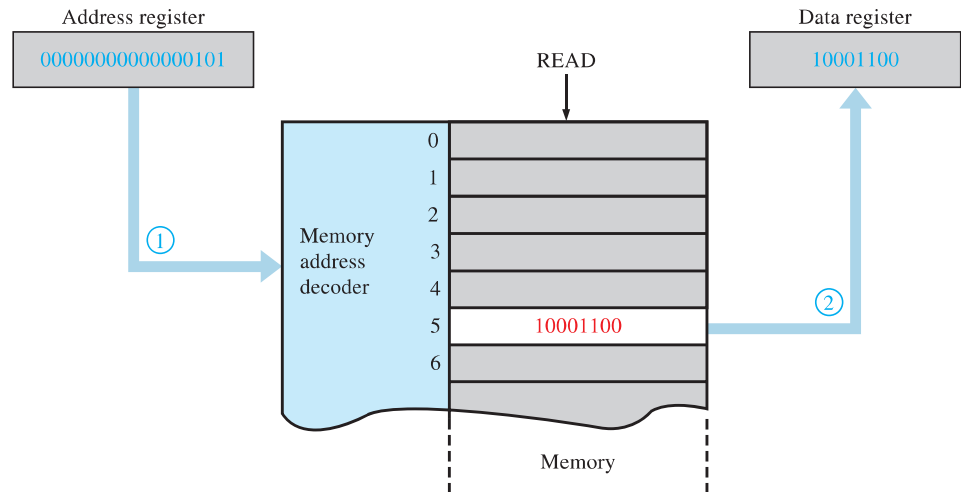 Address register
00000000000000101
Data register
10001100
READ
0
1
2
3
4
5
6
1
Memory
address
decoder
10001100
2
Memory